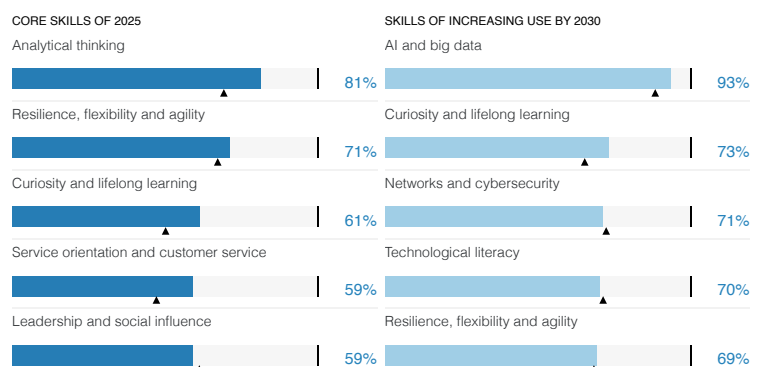 CORE SKILLS OF 2025
Analytical thinking
81%
Resilience, flexibility and agility
71%
Curiosity and lifelong learning
61%
Service orientation and customer service
59%
Leadership and social influence
59%
SKILLS OF INCREASING USE BY 2030
AI and big data
93%
Curiosity and lifelong learning
73%
Networks and cybersecurity
71%
Technological literacy
70%
Resilience, flexibility and agility
69%